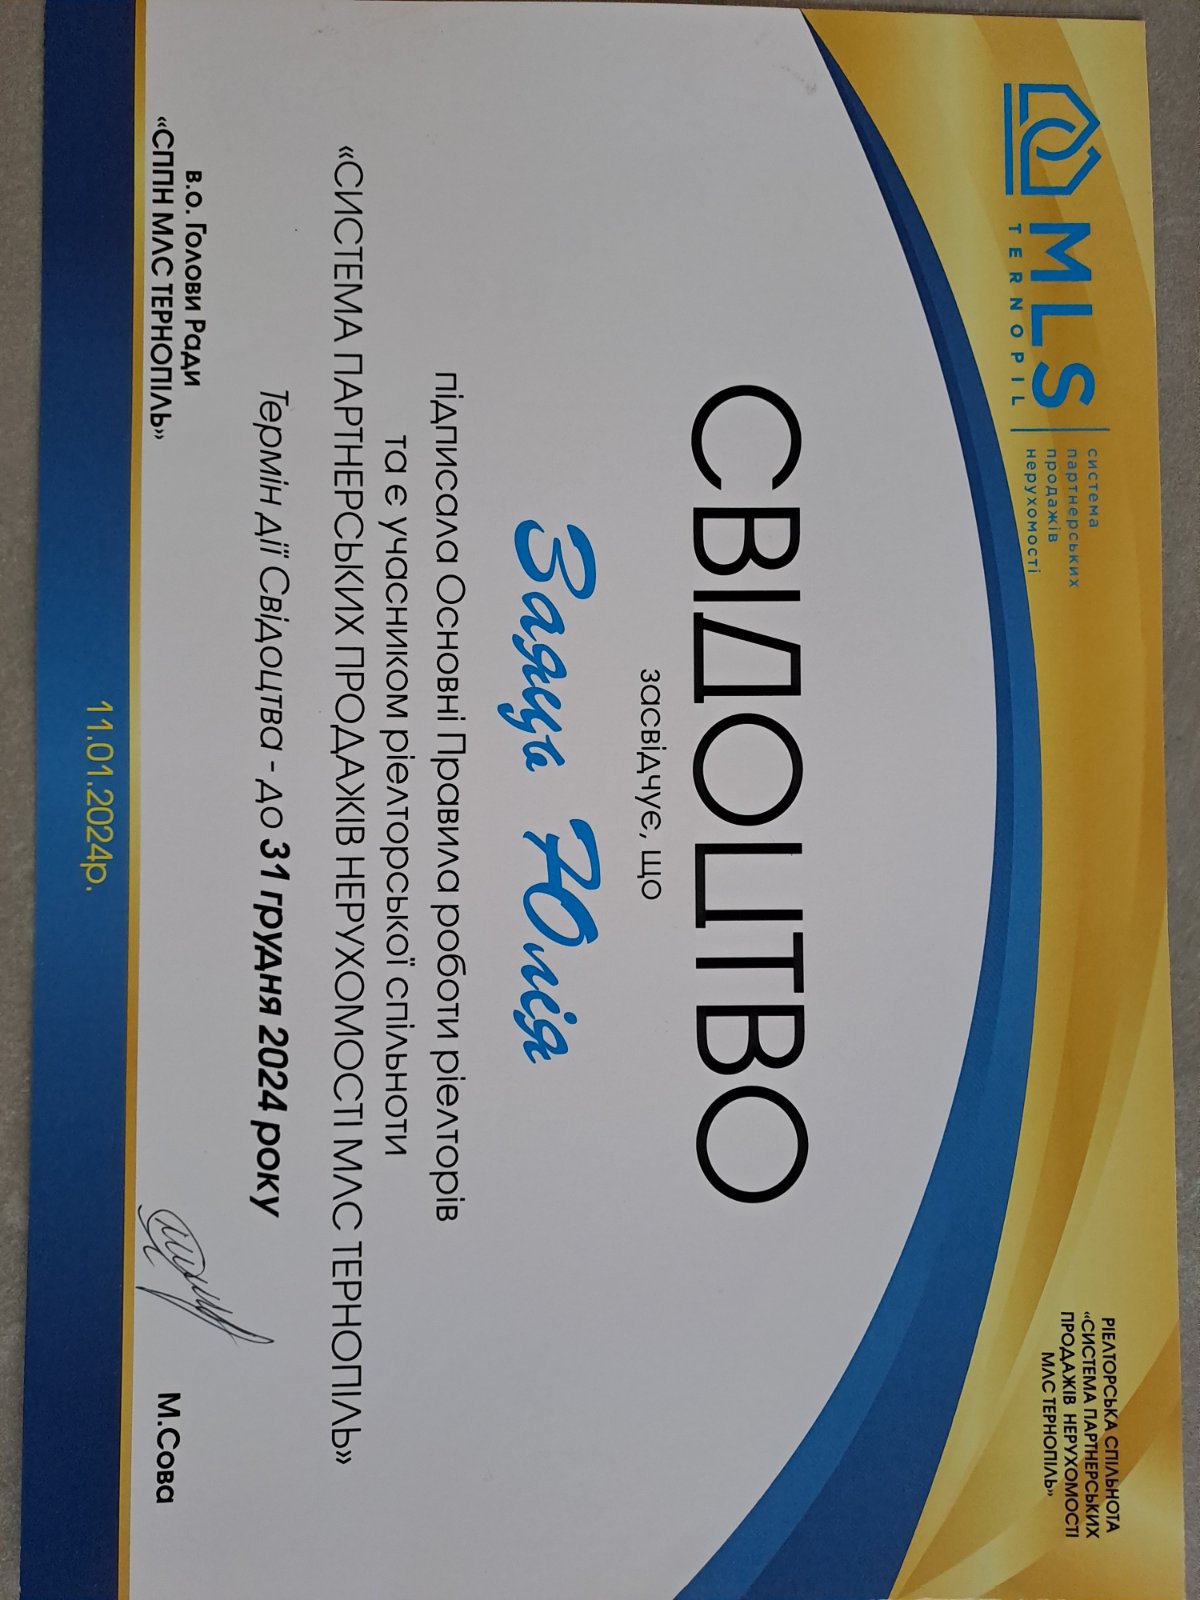 MLS
TERNOPIL
система
партнерських
продажів
нерухомості
РІЕЛТОРСЬКА СПІЛЬНОТА
«СИСТЕМА ПАРТНЕРСЬКИХ
ПРОДАЖІВ НЕРУХОМОСТІ
МЛС ТЕРНОПІЛЬ»
СВІДОЦТВО
засвідчує, що
Заяць Юлія
підписала Основні Правила роботи ріелторів
та є учасником ріелторської спільноти
«СИСТЕМА ПАРТНЕРСЬКИХ ПРОДАЖІВ НЕРУХОМОСТІ МЛС ТЕРНОПІЛЬ»
Термін дії Свідоцтва - до 31 грудня 2024 року
в.о. Голови Ради
«СППН МЛС ТЕРНОПІЛЬ»
М.Сова
11.01.2024р.